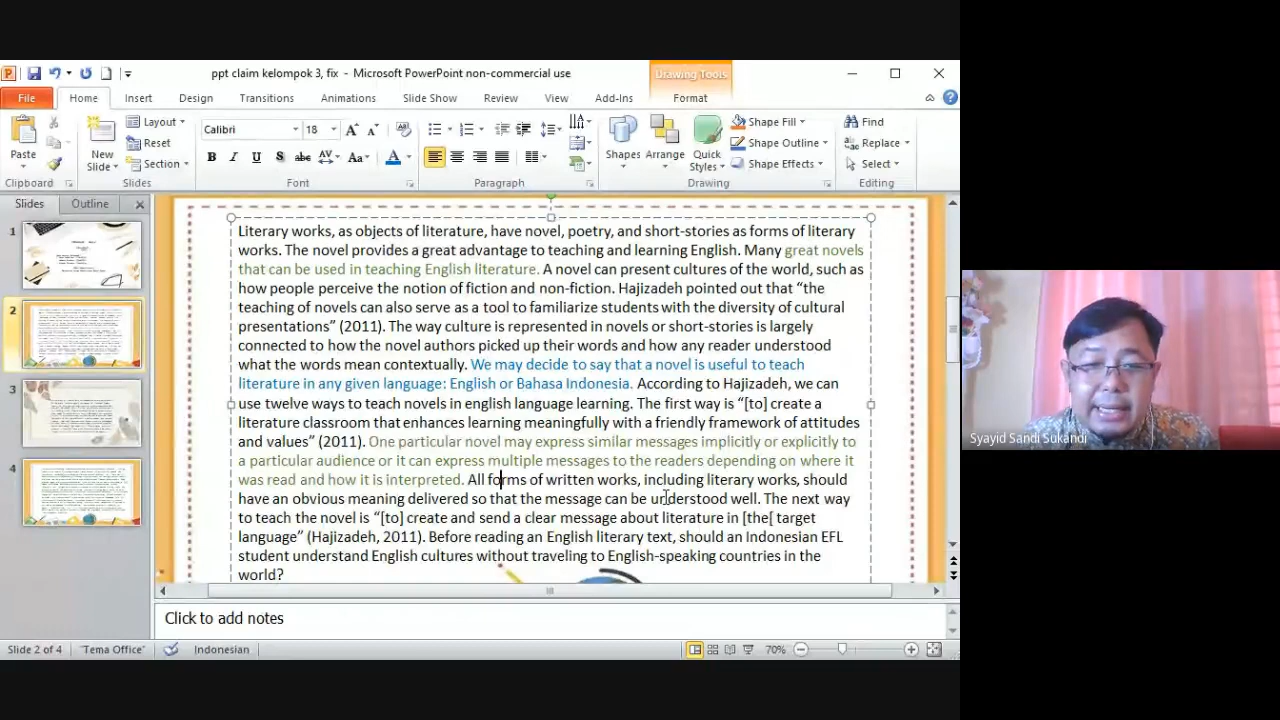 ppt claim kelompok 3, fix - Microsoft PowerPoint non-commercial use
Drawing Tools
File Home Insert Design Transitions Animations Slide Show Review View Add-Ins Format
Paste
New Slide
Layout
Reset
Section
Calibri 18
B I U S abc AV Aa A
Shapes
Arrange
Quick Styles
Shape Fill
Shape Outline
Shape Effects
Find
Replace
Select
Clipboard Slides Font Paragraph Drawing Editing
Slides Outline
1
2
3
4
Literary works, as objects of literature, have novel, poetry, and short-stories as forms of literary
works. The novel provides a great advantage to teaching and learning English. Many great novels
that can be used in teaching English literature. A novel can present cultures of the world, such as
how people perceive the notion of fiction and non-fiction. Hajizadeh pointed out that “the
teaching of novels can also serve as a tool to familiarize students with the diversity of cultural
presentations” (2011). The way culture is represented in novels or short-stories is largely
connected to how the novel authors picked up their words and how any reader understood
what the words mean contextually. We may decide to say that a novel is useful to teach
literature in any given language: English or Bahasa Indonesia. According to Hajizadeh, we can
use twelve ways to teach novels in english language learning. The first way is “[to] create a
literature classroom that enhances learning meaningfully with a friendly framework of attitudes
and values” (2011). One particular novel may express similar messages implicitly or explicitly to
a particular audience or it can express multiple messages to the readers depending on where it
was read and how it is interpreted. written works, including literary works, should
have an obvious meaning delivered so that the message can be understood well. The next way
to teach the novel is “[to] create and send a clear message about literature in [the[ target
language” (Hajizadeh, 2011). Before reading an English literary text, should an Indonesian EFL
student understand English cultures without traveling to English-speaking countries in the
world?
Click to add notes
Slide 2 of 4 "Tema Office" Indonesian 70%
Syayid Sandi Sukandi